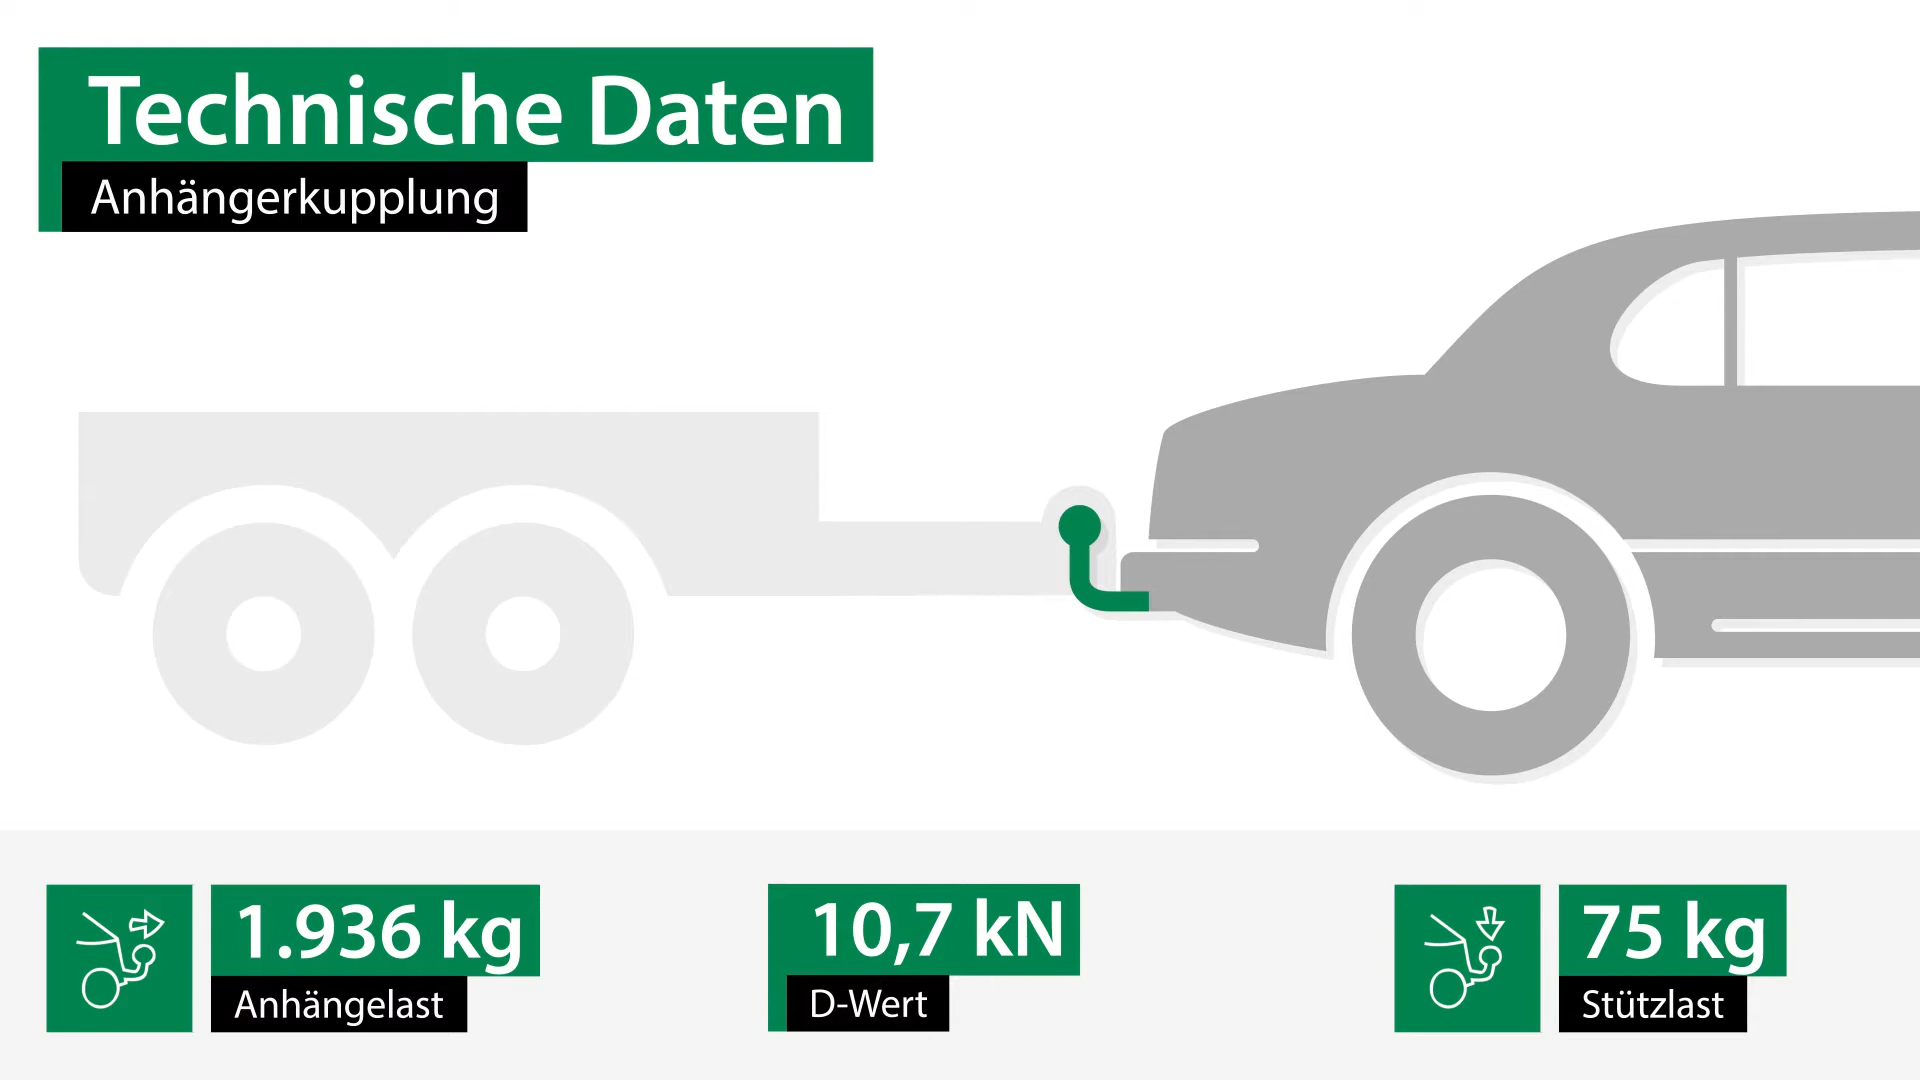 Technische Daten
Anhängerkupplung
1.936 kg
Anhängelast
10,7 kN
D-Wert
75 kg
Stützlast